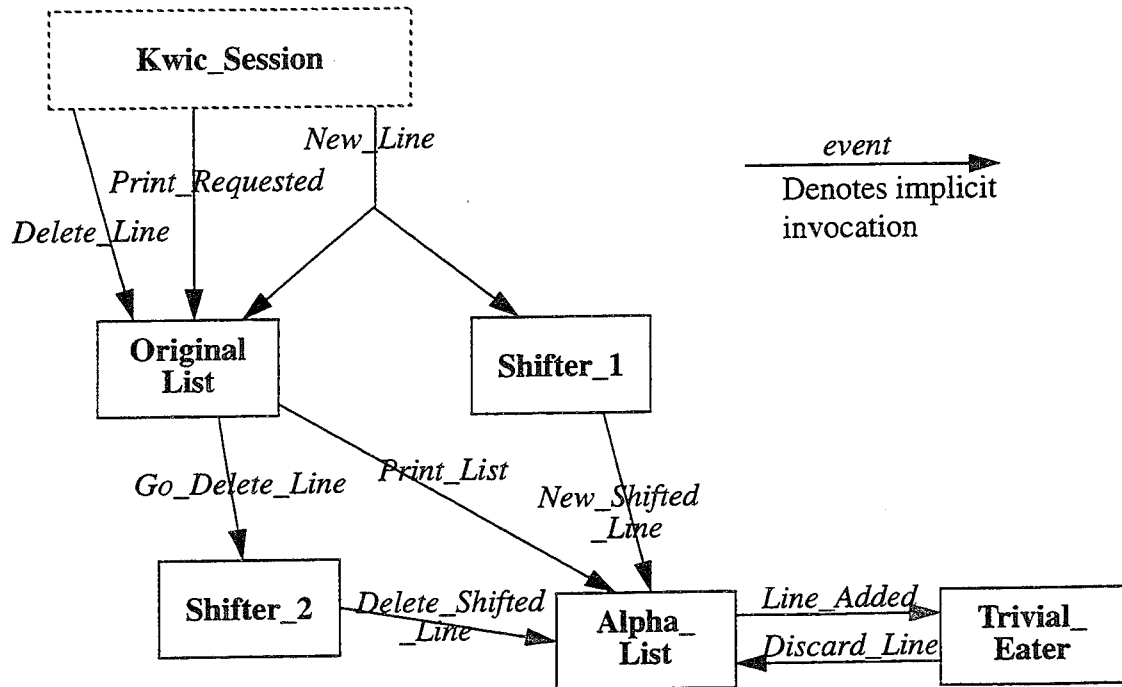 Kwic_Session
New_Line
event
Print_Requested
Denotes implicit
invocation
Delete_Line
Original
List
Shifter_1
Go_Delete_Line
Print_List
New_Shifted
_Line
Shifter_2
Delete_Shifted
_Line
Alpha_
List
Line_Added
Discard_Line
Trivial_
Eater